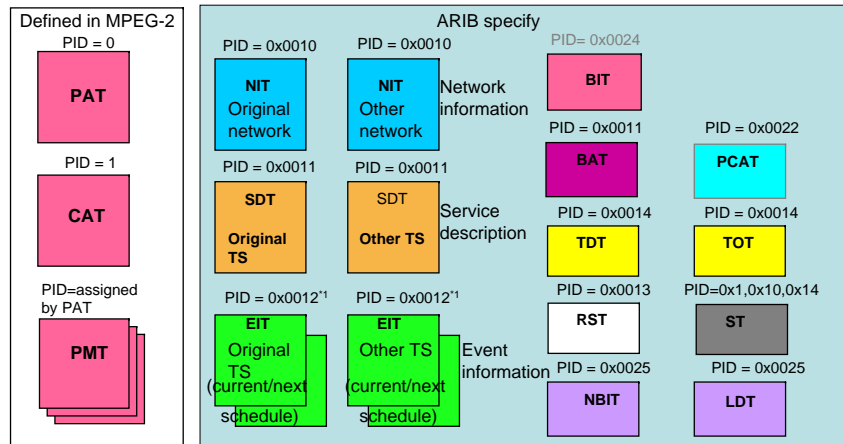 Defined in MPEG-2
PID = 0
PAT
PID = 1
CAT
PID=assigned
by PAT
PMT
ARIB specify
PID = 0x0010
NIT
Original
network
PID = 0x0010
NIT
Other
network
Network
information
PID = 0x0011
SDT
Original
TS
PID = 0x0011
SDT
Other TS
Service
description
PID = 0x0012*1
EIT
Original
TS
(current/next
schedule)
PID = 0x0012*1
EIT
Other TS
(current/next
schedule)
Event
information
PID= 0x0024
BIT
PID = 0x0011
BAT
PID = 0x0022
PCAT
PID = 0x0014
TDT
PID = 0x0014
TOT
PID = 0x0013
RST
PID=0x1,0x10,0x14
ST
PID = 0x0025
NBIT
PID = 0x0025
LDT